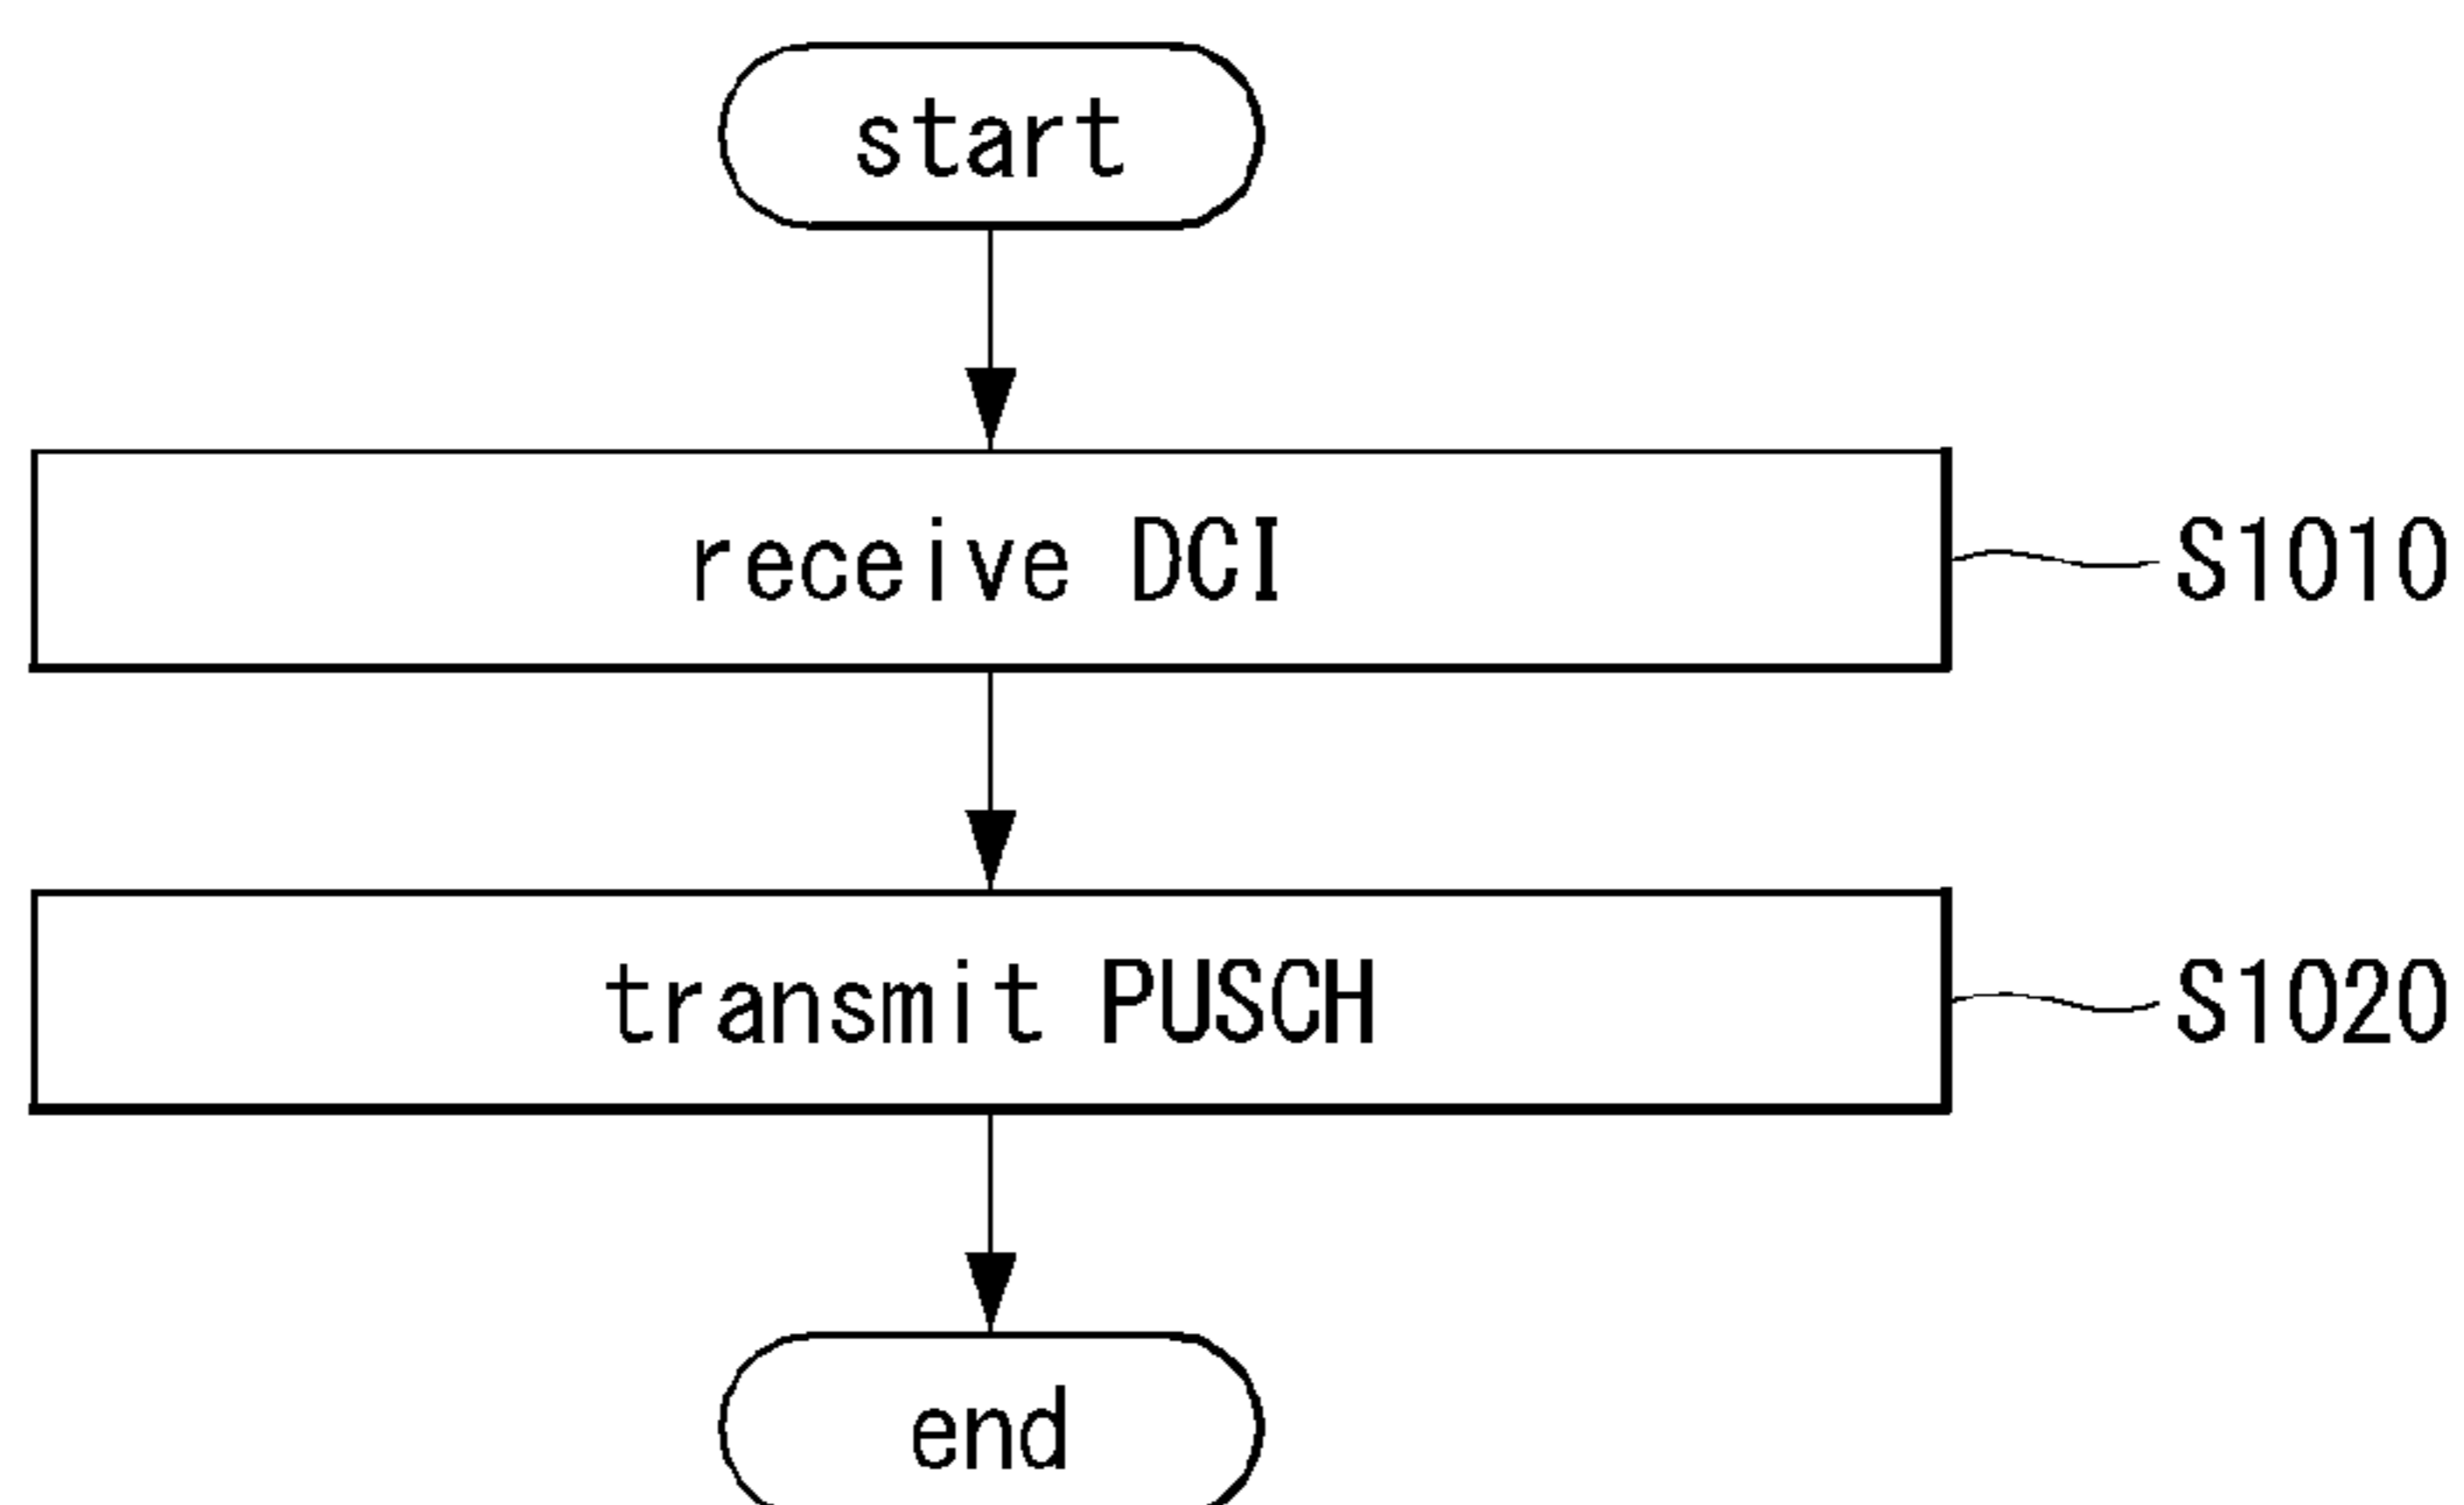 start
receive DCI
S1010
transmit PUSCH
S1020
end